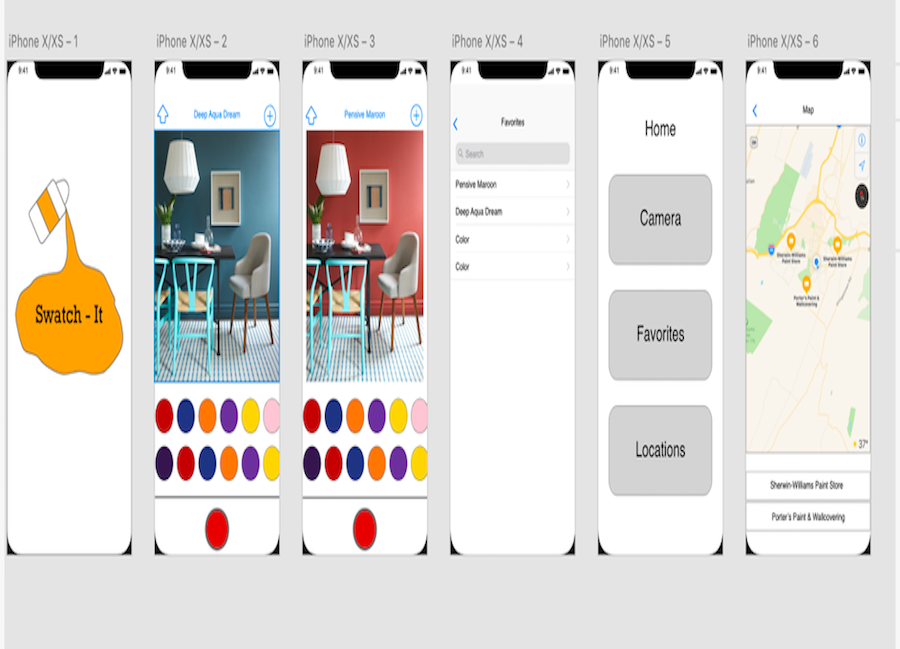 iPhone X/XS – 1
iPhone X/XS – 2
iPhone X/XS – 3
iPhone X/XS – 4
iPhone X/XS – 5
iPhone X/XS – 6
9:41
Swatch - It
9:41
Deep Aqua Dream
9:41
Pensive Maroon
9:41
Favorites
Search
Pensive Maroon
Deep Aqua Dream
Color
Color
9:41
Home
Camera
Favorites
Locations
9:41
Map
Sherwin-Williams
Paint Store
Sherwin-Williams
Paint Store
Porter's Paint &
Wallcovering
37°
Sherwin-Williams Paint Store
Porter's Paint & Wallcovering